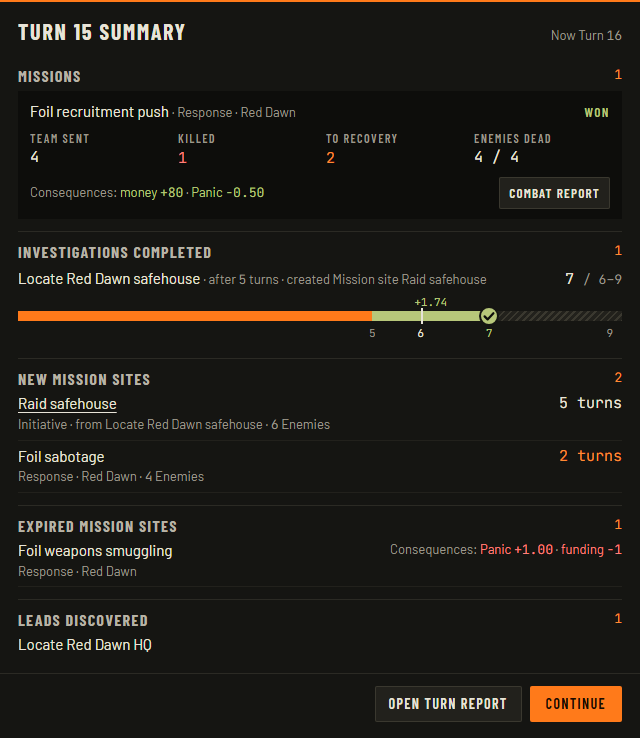 TURN 15 SUMMARY
Now Turn 16
MISSIONS
1
Foil recruitment push · Response · Red Dawn
WON
TEAM SENT
KILLED
TO RECOVERY
ENEMIES DEAD
4
1
2
4 / 4
Consequences: money +80 · Panic -0.50
COMBAT REPORT
INVESTIGATIONS COMPLETED
1
Locate Red Dawn safehouse · after 5 turns · created Mission site Raid safehouse
7 / 6–9
+1.74
5
6
7
9
NEW MISSION SITES
2
Raid safehouse
5 turns
Initiative · from Locate Red Dawn safehouse · 6 Enemies
Foil sabotage
2 turns
Response · Red Dawn · 4 Enemies
EXPIRED MISSION SITES
1
Foil weapons smuggling
Consequences: Panic +1.00 · funding -1
Response · Red Dawn
LEADS DISCOVERED
1
Locate Red Dawn HQ
OPEN TURN REPORT
CONTINUE